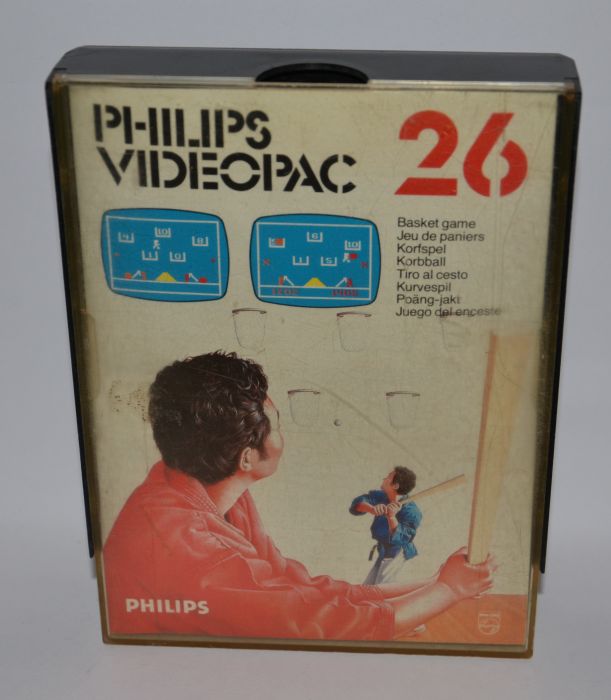 PHILIPS
VIDEOPAC
26
Basket game
Jeu de paniers
Korfspel
Korbball
Tiro al cesto
Kurvespil
Poäng-jakt
Juego del enceste
PHILIPS